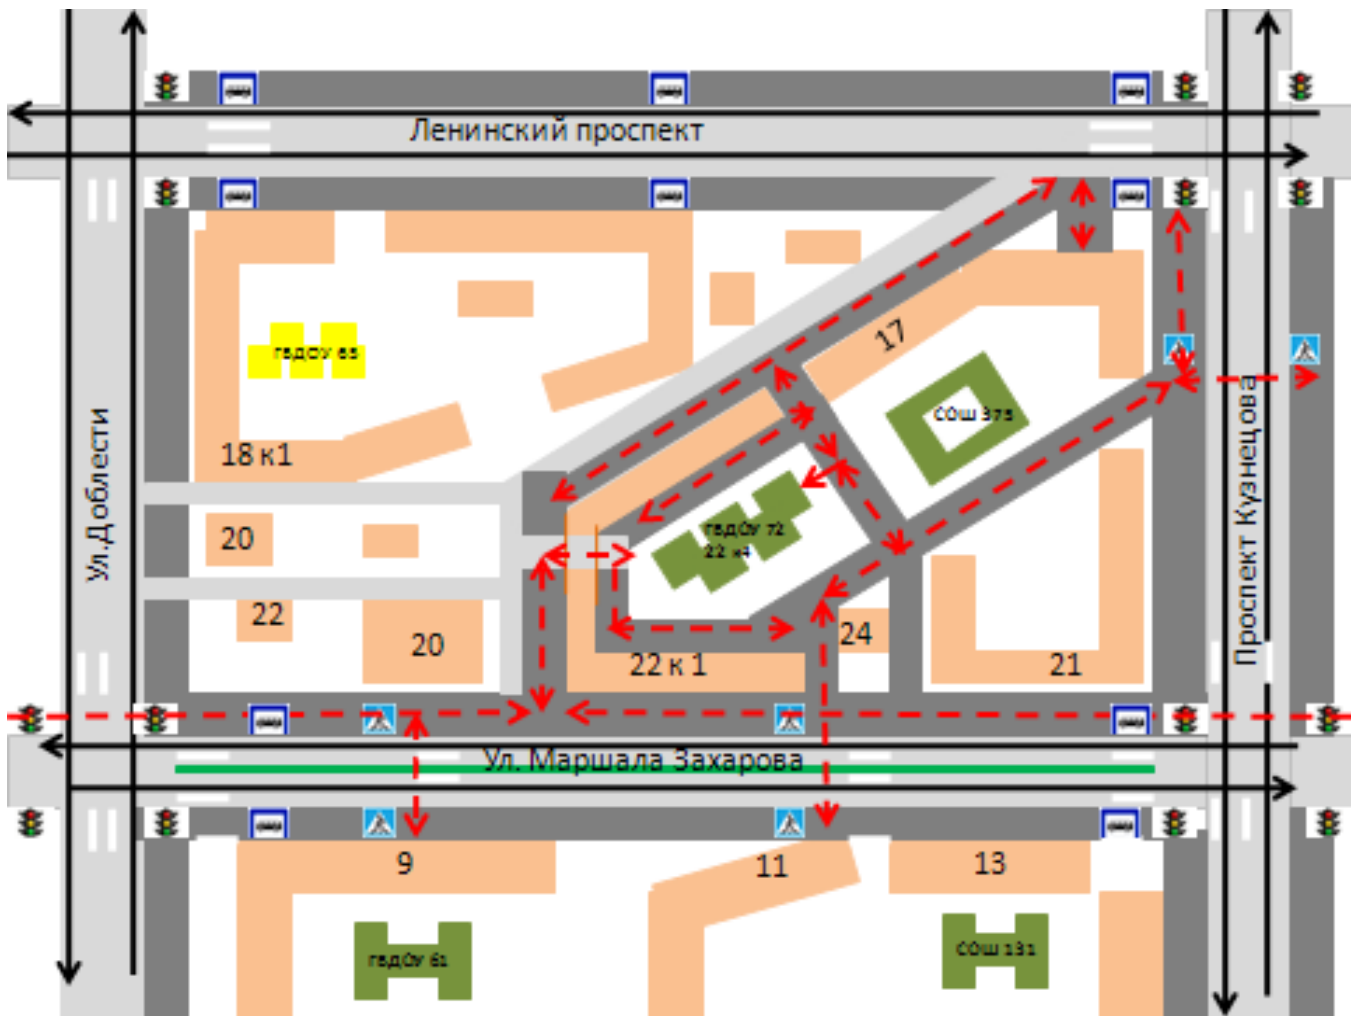 Ленинский проспект
17
ГБДОУ 65
СОШ 375
Ул.Доблести
Проспект Кузнецова
18 к1
20
ГБДОУ 72
22 к4
22
20
24
22 к 1
21
Ул. Маршала Захарова
9
11
13
ГБДОУ 61
СОШ 131